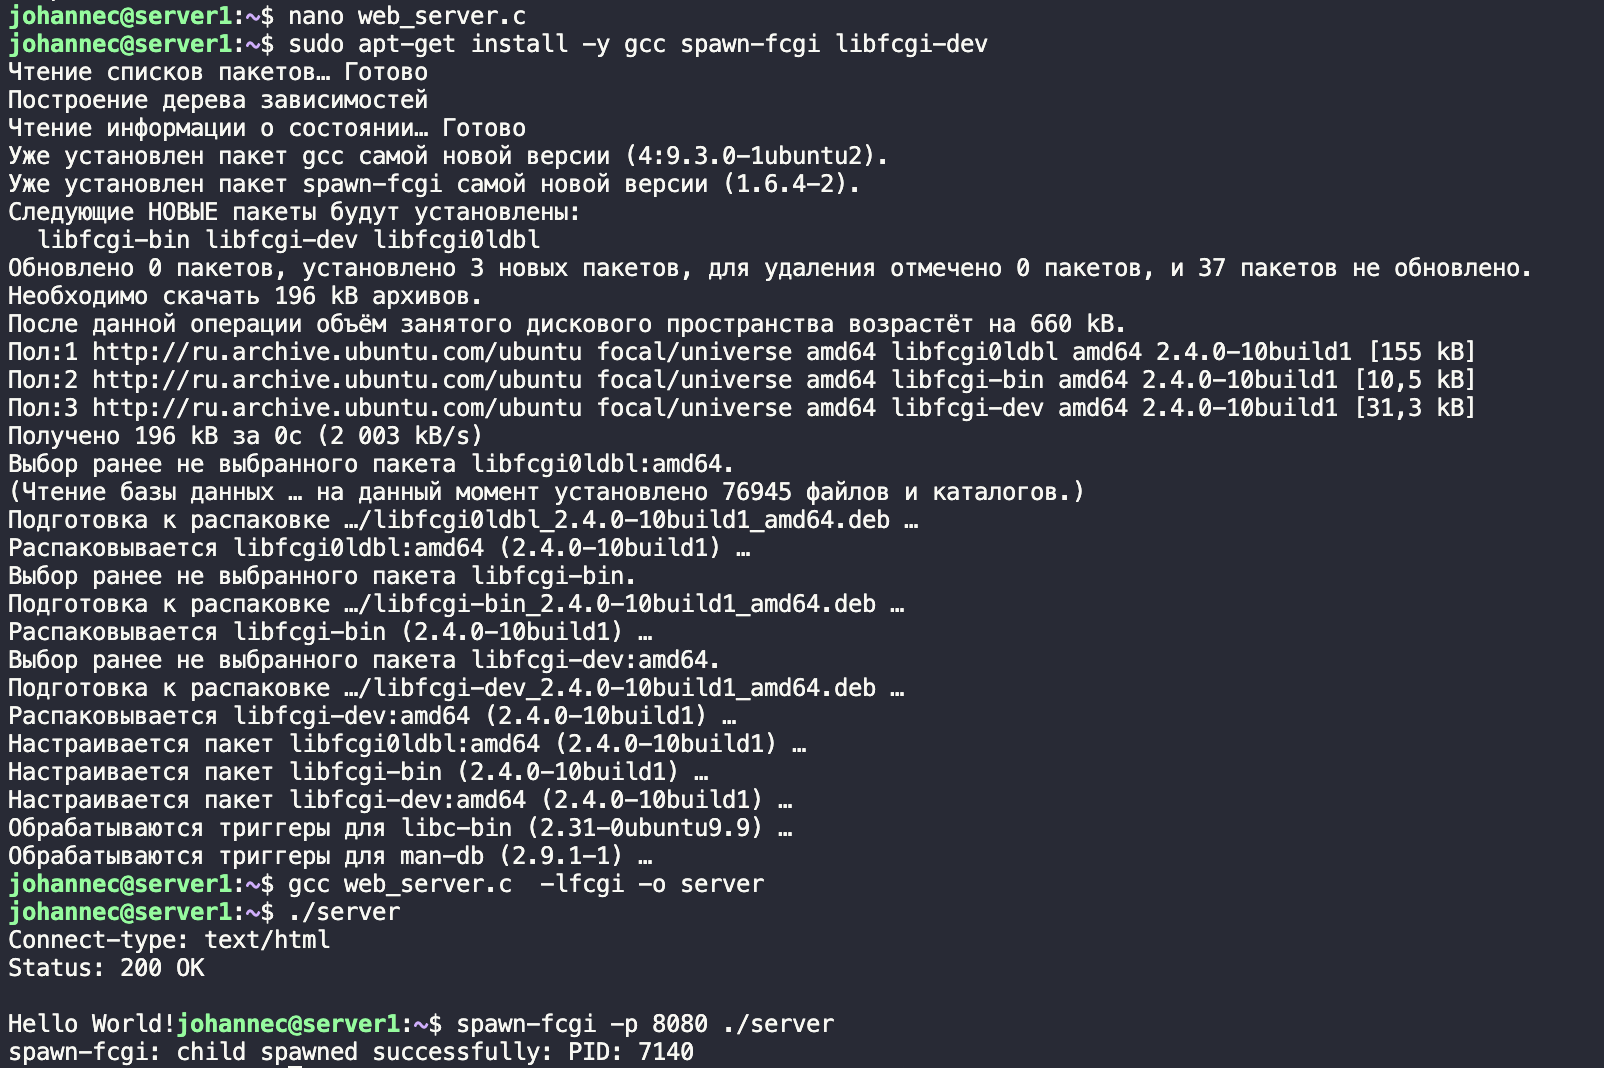 johannec@server1:~$ nano web_server.c
johannec@server1:~$ sudo apt-get install -y gcc spawn-fcgi libfcgi-dev
Чтение списков пакетов… Готово
Построение дерева зависимостей
Чтение информации о состоянии… Готово
Уже установлен пакет gcc самой новой версии (4:9.3.0-1ubuntu2).
Уже установлен пакет spawn-fcgi самой новой версии (1.6.4-2).
Следующие НОВЫЕ пакеты будут установлены:
  libfcgi-bin libfcgi-dev libfcgi0ldbl
Обновлено 0 пакетов, установлено 3 новых пакетов, для удаления отмечено 0 пакетов, и 37 пакетов не обновлено.
Необходимо скачать 196 kB архивов.
После данной операции объём занятого дискового пространства возрастёт на 660 kB.
Пол:1 http://ru.archive.ubuntu.com/ubuntu focal/universe amd64 libfcgi0ldbl amd64 2.4.0-10build1 [155 kB]
Пол:2 http://ru.archive.ubuntu.com/ubuntu focal/universe amd64 libfcgi-bin amd64 2.4.0-10build1 [10,5 kB]
Пол:3 http://ru.archive.ubuntu.com/ubuntu focal/universe amd64 libfcgi-dev amd64 2.4.0-10build1 [31,3 kB]
Получено 196 kB за 0с (2 003 kB/s)
Выбор ранее не выбранного пакета libfcgi0ldbl:amd64.
(Чтение базы данных … на данный момент установлено 76945 файлов и каталогов.)
Подготовка к распаковке …/libfcgi0ldbl_2.4.0-10build1_amd64.deb …
Распаковывается libfcgi0ldbl:amd64 (2.4.0-10build1) …
Выбор ранее не выбранного пакета libfcgi-bin.
Подготовка к распаковке …/libfcgi-bin_2.4.0-10build1_amd64.deb …
Распаковывается libfcgi-bin (2.4.0-10build1) …
Выбор ранее не выбранного пакета libfcgi-dev:amd64.
Подготовка к распаковке …/libfcgi-dev_2.4.0-10build1_amd64.deb …
Распаковывается libfcgi-dev:amd64 (2.4.0-10build1) …
Настраивается пакет libfcgi0ldbl:amd64 (2.4.0-10build1) …
Настраивается пакет libfcgi-bin (2.4.0-10build1) …
Настраивается пакет libfcgi-dev:amd64 (2.4.0-10build1) …
Обрабатываются триггеры для libc-bin (2.31-0ubuntu9.9) …
Обрабатываются триггеры для man-db (2.9.1-1) …
johannec@server1:~$ gcc web_server.c  -lfcgi -o server
johannec@server1:~$ ./server
Connect-type: text/html
Status: 200 OK

Hello World!johannec@server1:~$ spawn-fcgi -p 8080 ./server
spawn-fcgi: child spawned successfully: PID: 7140